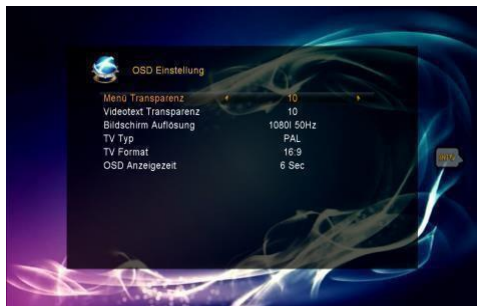 OSD Einstellung
Menü Transparenz 10
Videotext Transparenz 10
Bildschirm Auflösung 1080I 50Hz
TV Typ PAL
TV Format 16:9
OSD Anzeigezeit 6 Sec